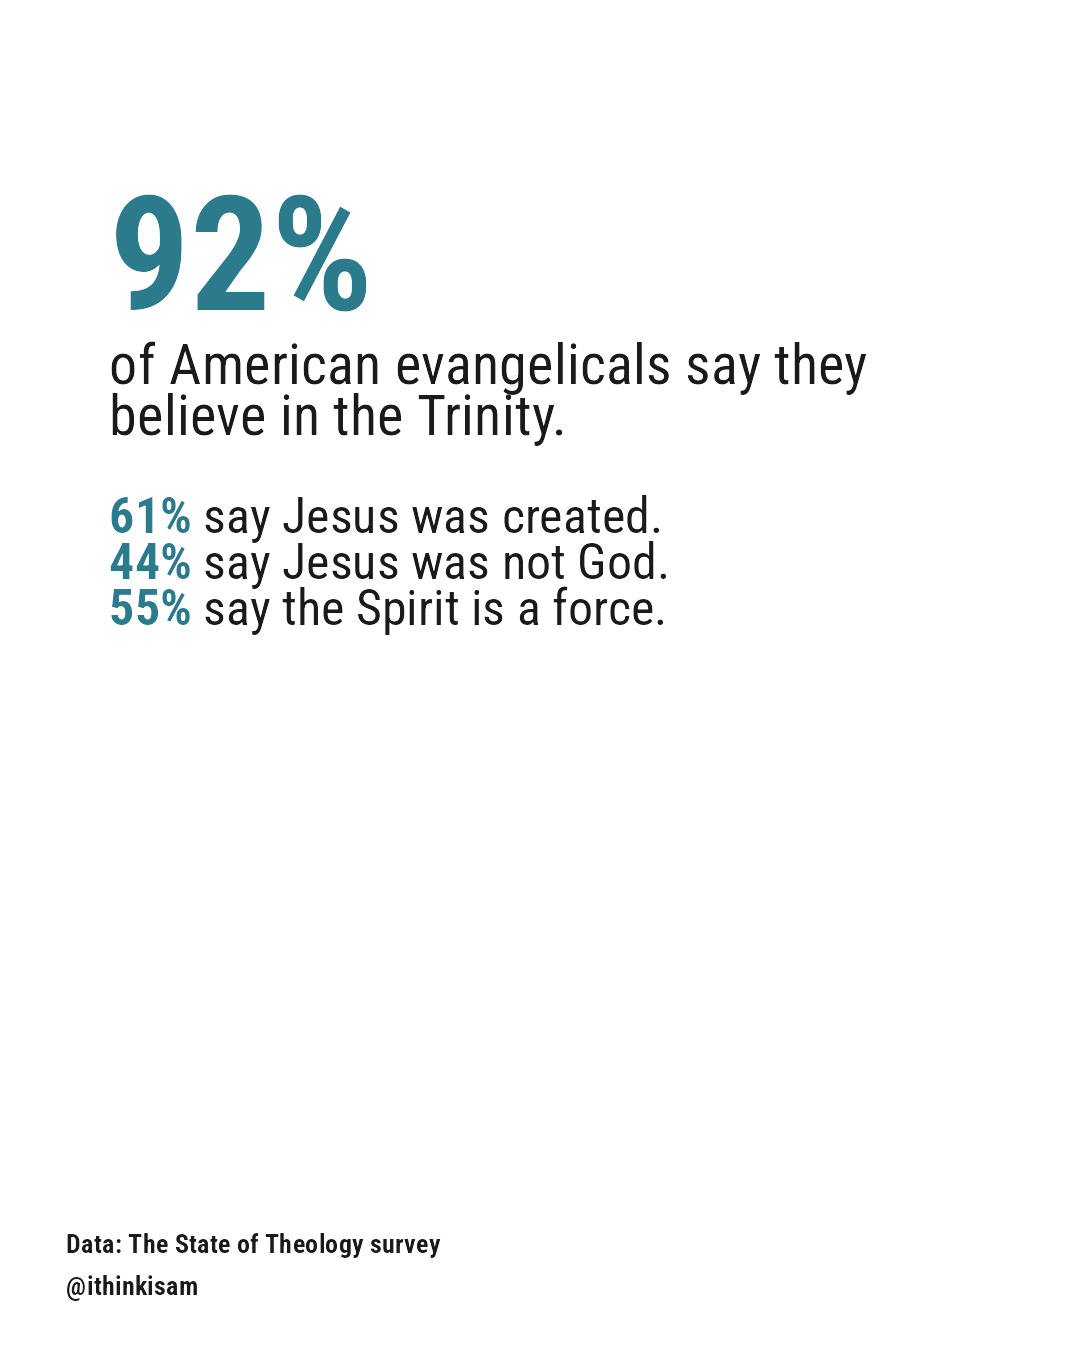 92%
of American evangelicals say they
believe in the Trinity.
61% say Jesus was created.
44% say Jesus was not God.
55% say the Spirit is a force.
Data: The State of Theology survey
@ithinkisam